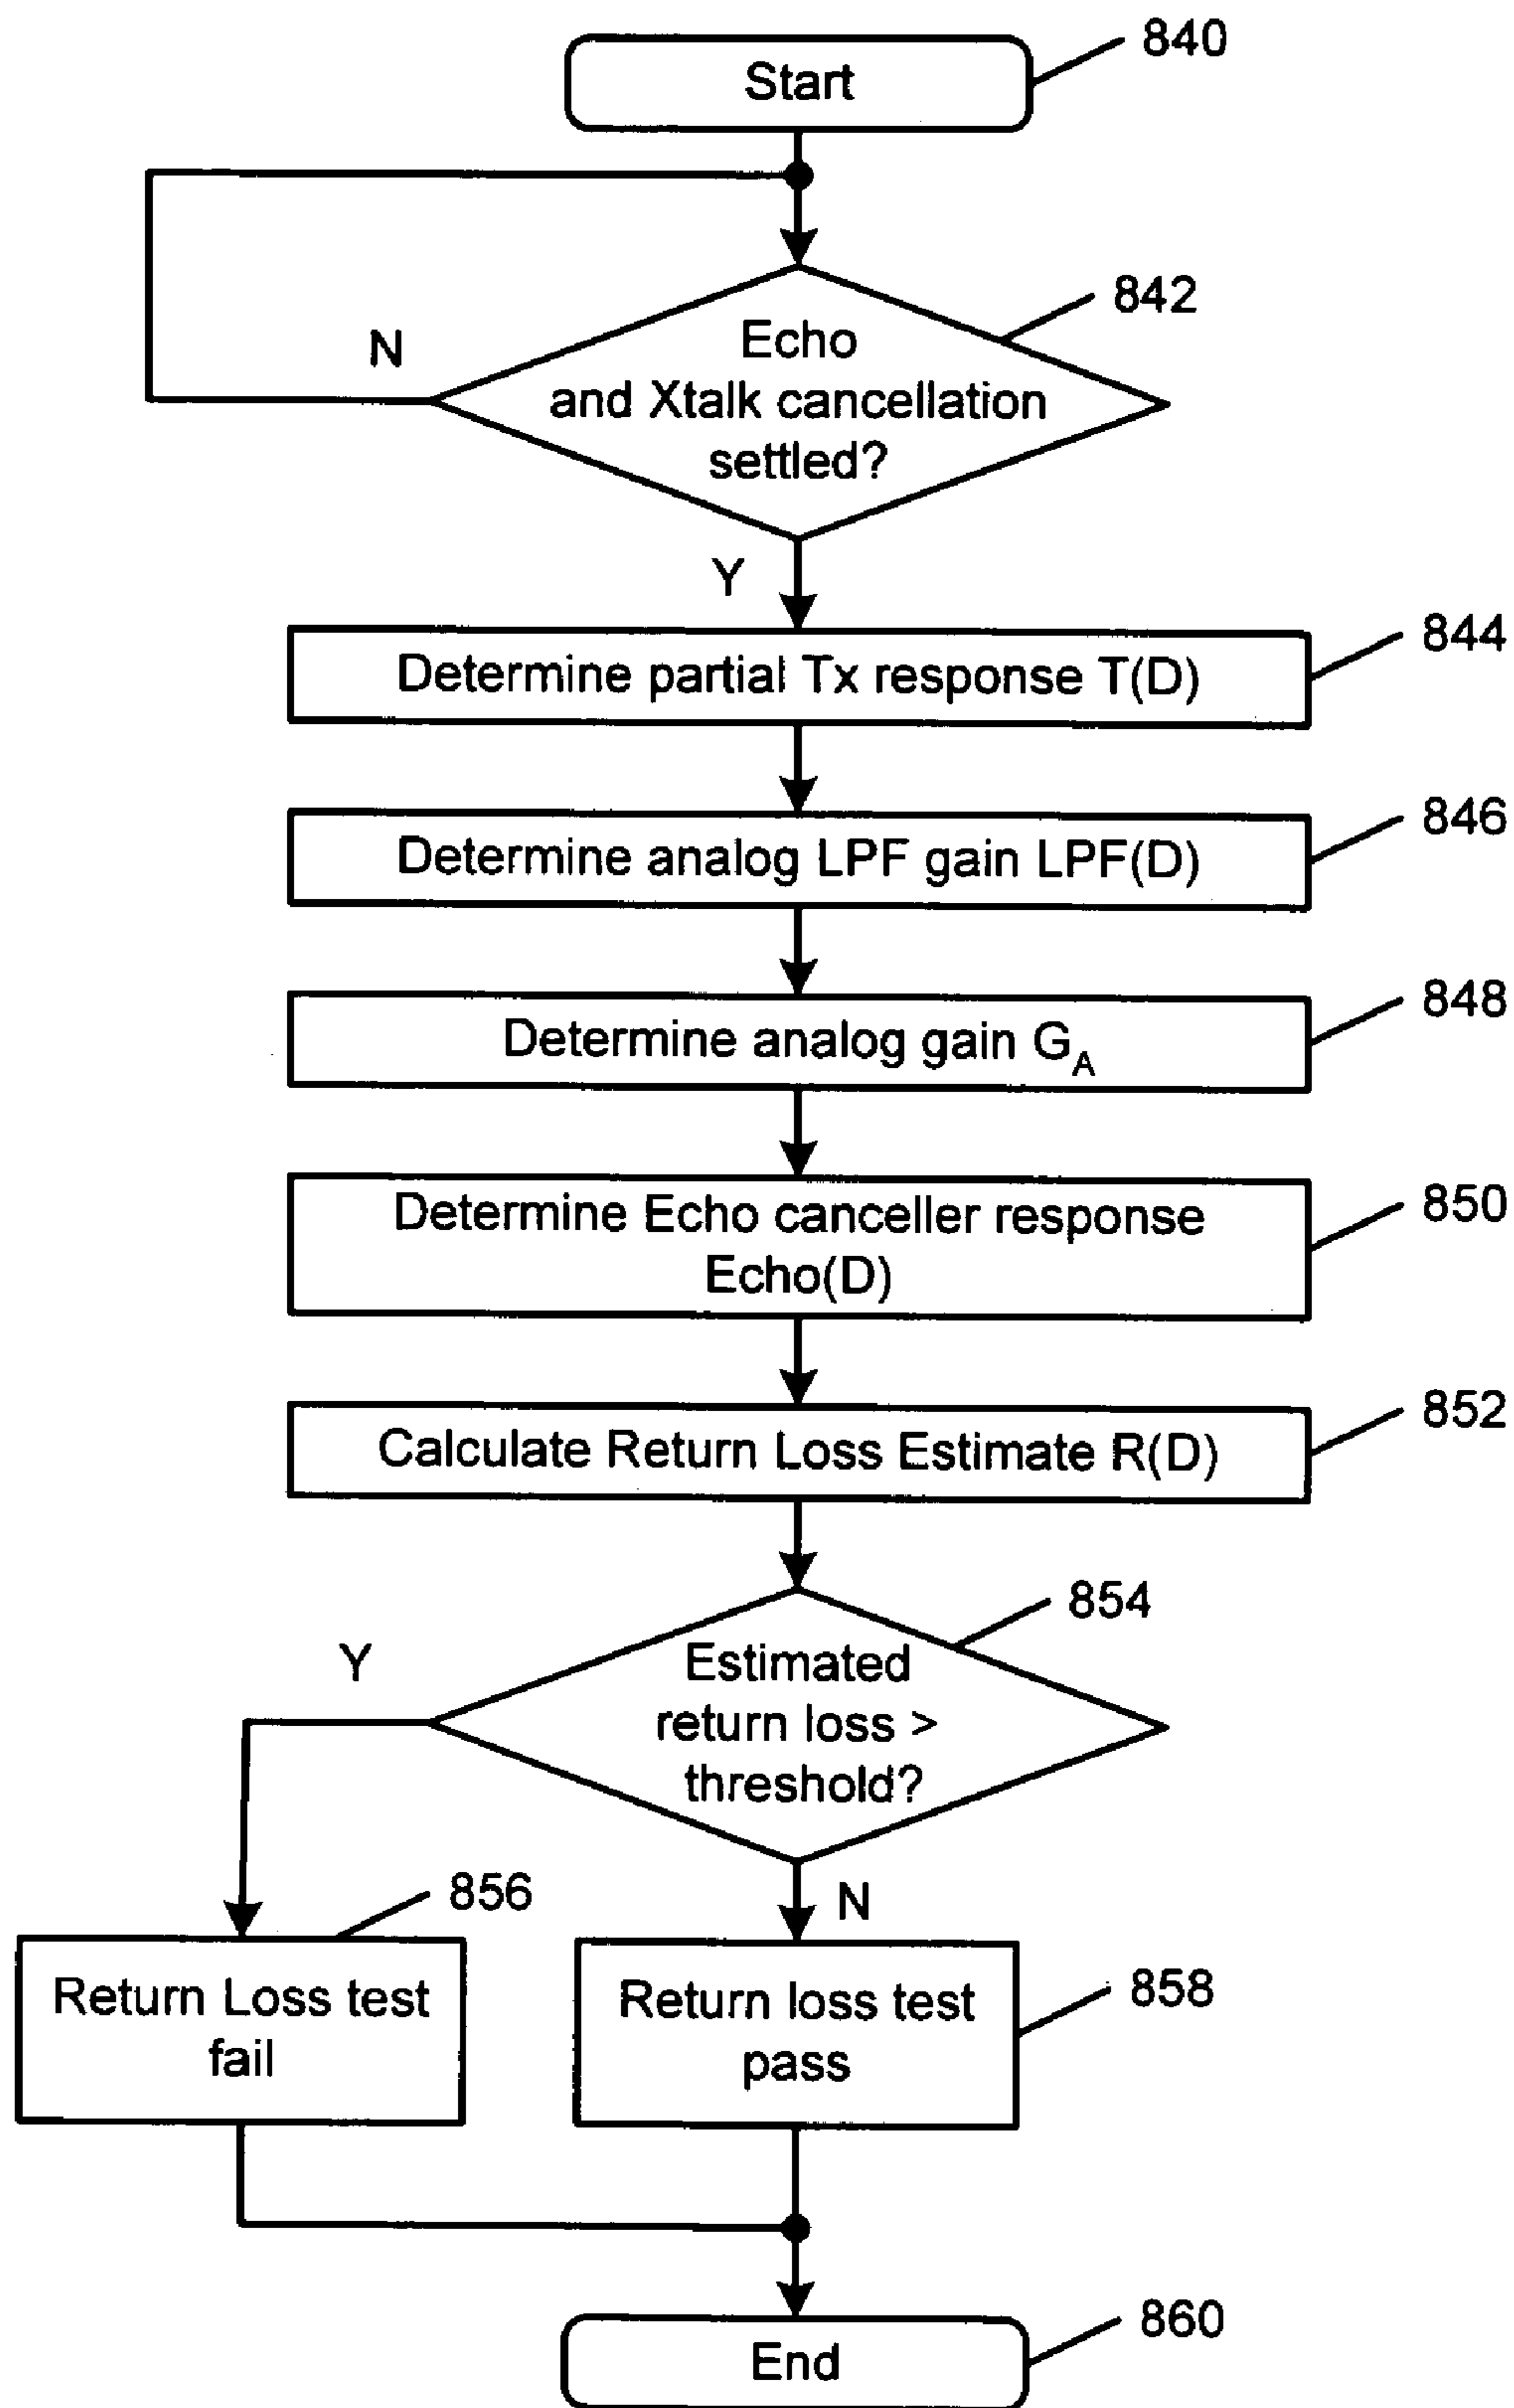 Start
840
Echo
and Xtalk cancellation
settled?
842
N
Y
Determine partial Tx response T(D)
844
Determine analog LPF gain LPF(D)
846
Determine analog gain G_A
848
Determine Echo canceller response
Echo(D)
850
Calculate Return Loss Estimate R(D)
852
Estimated
return loss >
threshold?
854
Y
N
Return Loss test
fail
856
Return loss test
pass
858
End
860